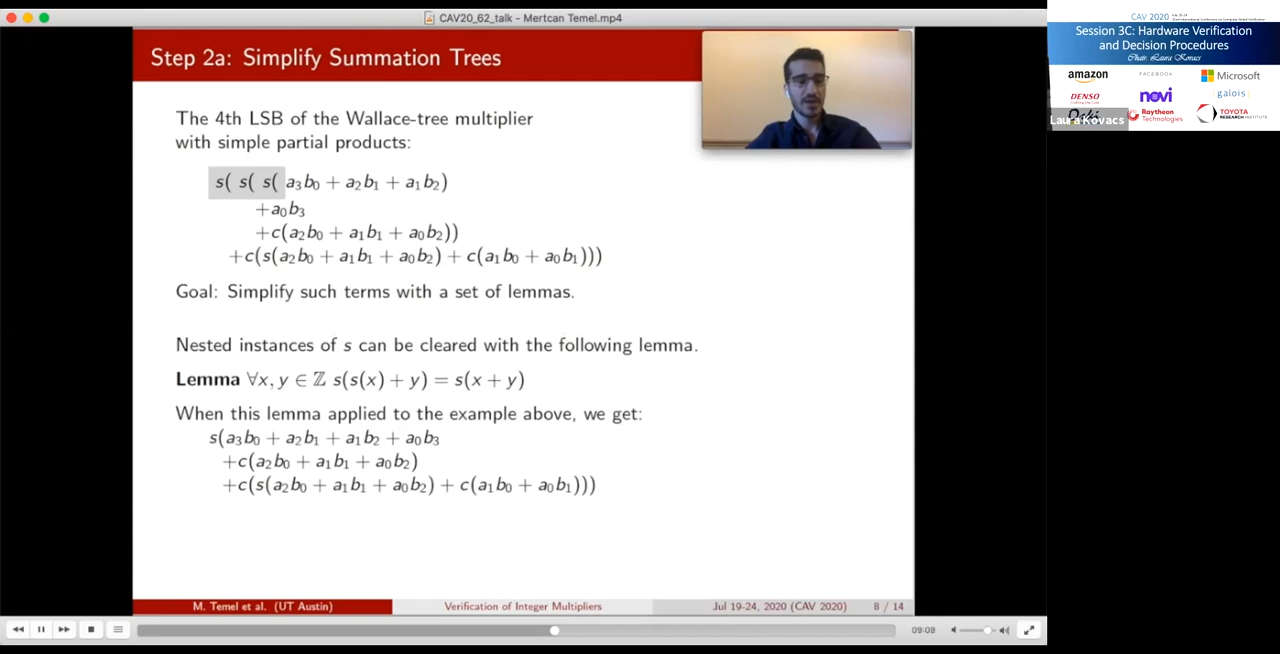 CAV20_62_talk - Mertcan Temel.mp4
Step 2a: Simplify Summation Trees
The 4th LSB of the Wallace-tree multiplier
with simple partial products:
s( s( s( a₃b₀ + a₂b₁ + a₁b₂)
+a₀b₃
+c(a₂b₀ + a₁b₁ + a₀b₂))
+c(s(a₂b₀ + a₁b₁ + a₀b₂) + c(a₁b₀ + a₀b₁)))
Goal: Simplify such terms with a set of lemmas.
Nested instances of s can be cleared with the following lemma.
Lemma ∀x, y ∈ ℤ s(s(x) + y) = s(x + y)
When this lemma applied to the example above, we get:
s(a₃b₀ + a₂b₁ + a₁b₂ + a₀b₃
+c(a₂b₀ + a₁b₁ + a₀b₂)
+c(s(a₂b₀ + a₁b₁ + a₀b₂) + c(a₁b₀ + a₀b₁)))
M. Temel et al. (UT Austin)
Verification of Integer Multipliers
Jul 19-24, 2020 (CAV 2020)
8 / 14
09:08
CAV 2020
Session 3C: Hardware Verification
and Decision Procedures
Chair: Laura Kovacs
amazon
FACEBOOK
Microsoft
DENSO
novi
|galois|
Laura Kovacs
Raytheon
Technologies
TOYOTA
RESEARCH INSTITUTE